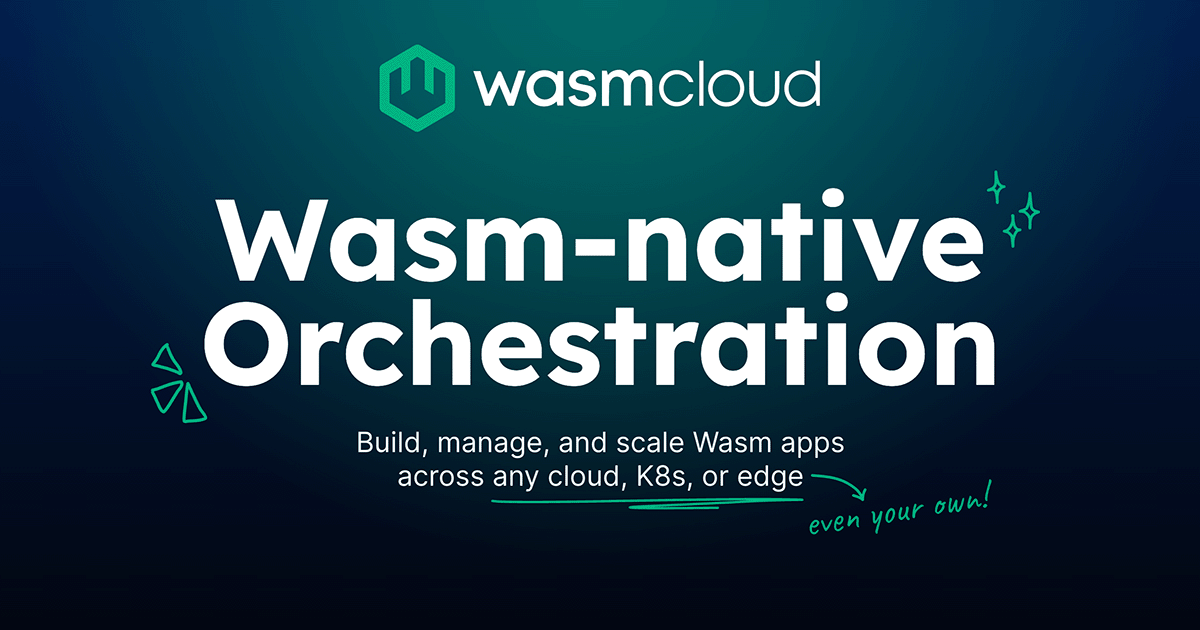 wasmcloud
Wasm-native
Orchestration
Build, manage, and scale Wasm apps
across any cloud, K8s, or edge
even your own!